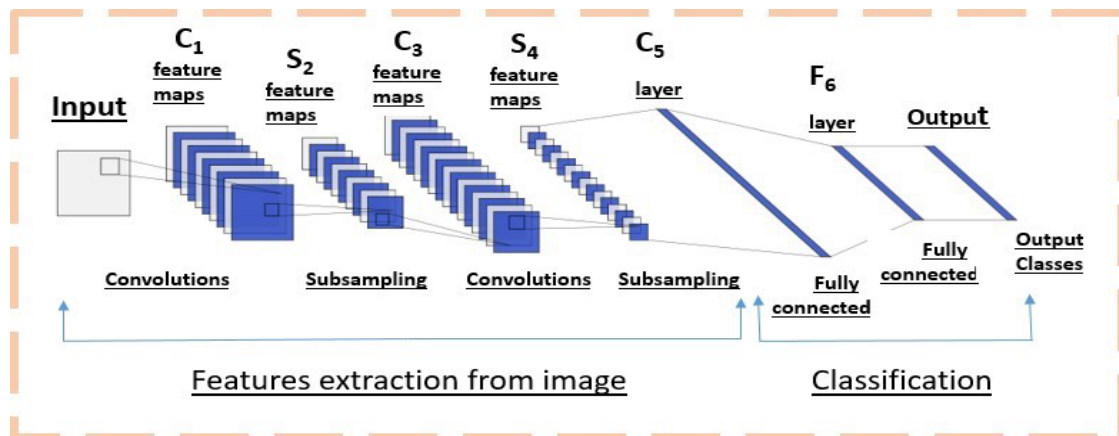 Input
C1
feature
maps
S2
feature
maps
C3
feature
maps
S4
feature
maps
C5
layer
F6
layer
Output
Convolutions
Subsampling
Convolutions
Subsampling
Fully
connected
Fully
connected
Output
Classes
Features extraction from image
Classification